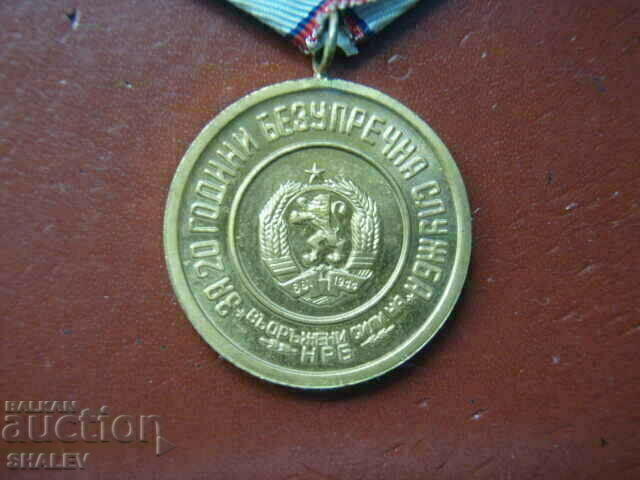 ЗА 20 ГОДИНИ БЕЗУПРЕЧНА СЛУЖБА
681 1944
ВЪОРЪЖЕНИ СИЛИ НА
НРБ
BALKAN
auction
SHALEV